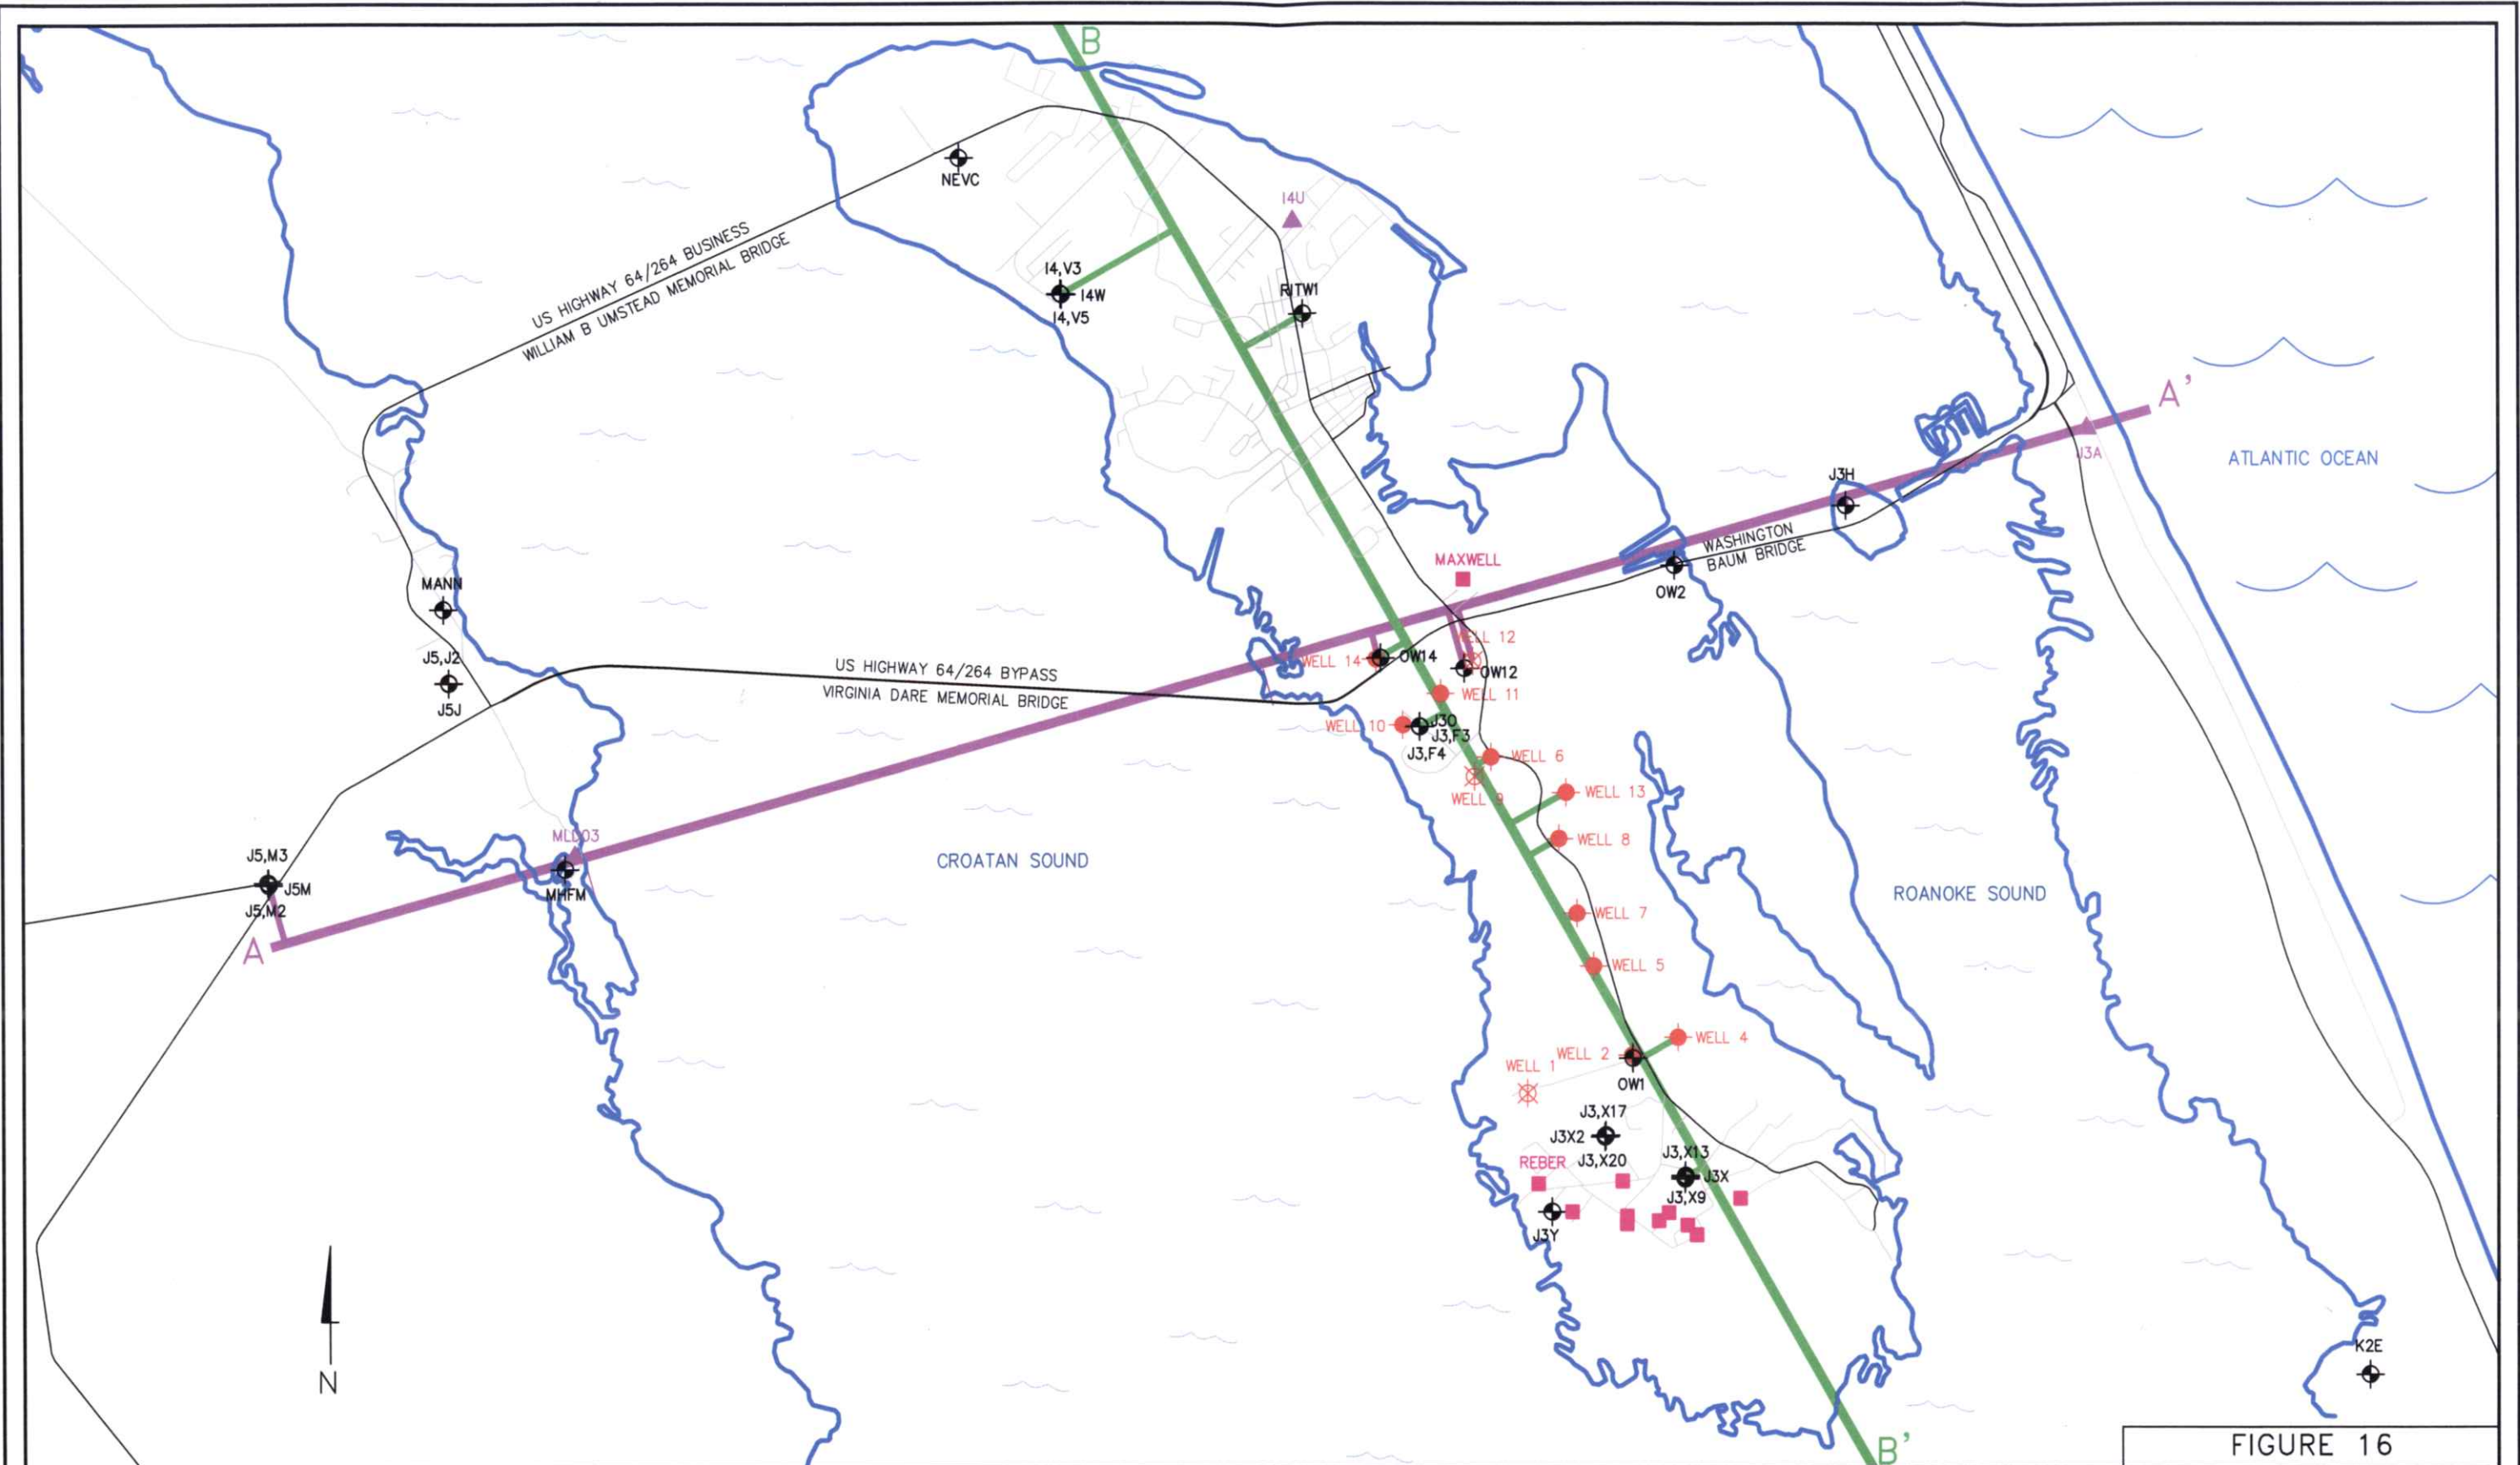 B
NEVC
I4U
US HIGHWAY 64/264 BUSINESS
WILLIAM B UMSTEAD MEMORIAL BRIDGE
I4,V3
I4W
I4,V5
RITW1
A'
J3A
ATLANTIC OCEAN
J3H
WASHINGTON
BAUM BRIDGE
MAXWELL
OW2
MANN
J5,J2
J5J
US HIGHWAY 64/264 BYPASS
VIRGINIA DARE MEMORIAL BRIDGE
WELL 12
WELL 14
OW14
OW12
WELL 11
WELL 10
J3O
J3,F3
J3,F4
WELL 6
WELL 9
WELL 13
WELL 8
MLD03
MHFM
CROATAN SOUND
J5,M3
J5M
J5,M2
A
ROANOKE SOUND
WELL 7
WELL 5
WELL 4
WELL 2
WELL 1
OW1
J3,X17
J3X2
J3,X20
J3,X13
J3X
J3,X9
REBER
J3Y
N
K2E
B'
FIGURE 16